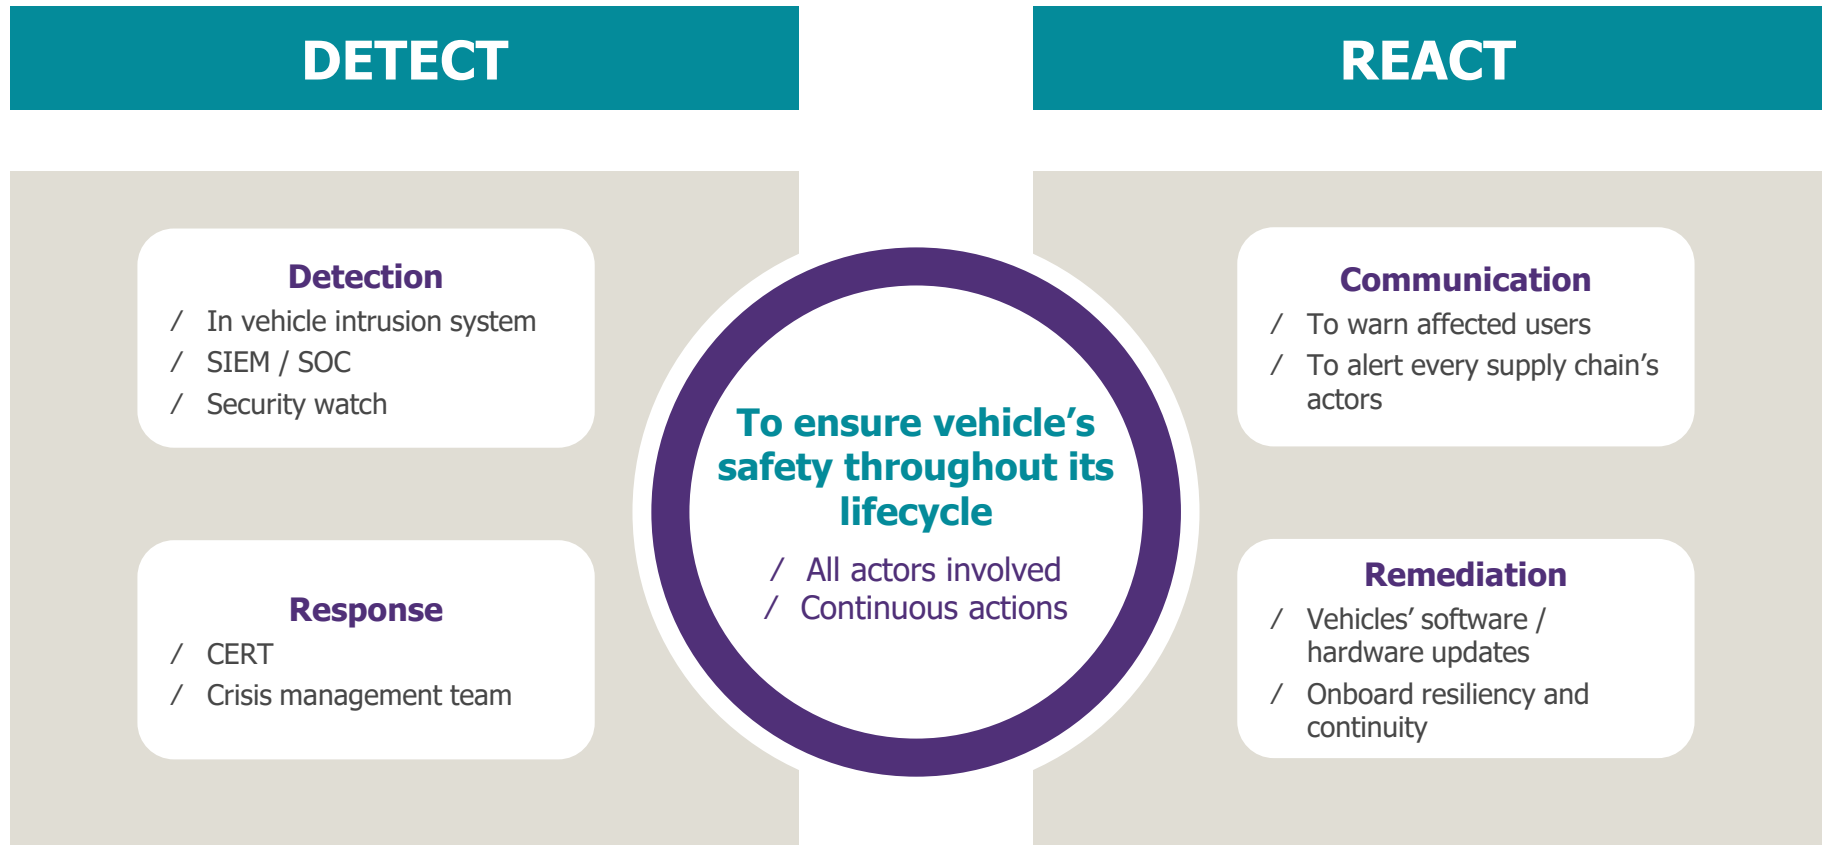 DETECT
REACT
Detection
/ In vehicle intrusion system
/ SIEM / SOC
/ Security watch
Response
/ CERT
/ Crisis management team
To ensure vehicle’s
safety throughout its
lifecycle
/ All actors involved
/ Continuous actions
Communication
/ To warn affected users
/ To alert every supply chain’s
actors
Remediation
/ Vehicles’ software /
hardware updates
/ Onboard resiliency and
continuity